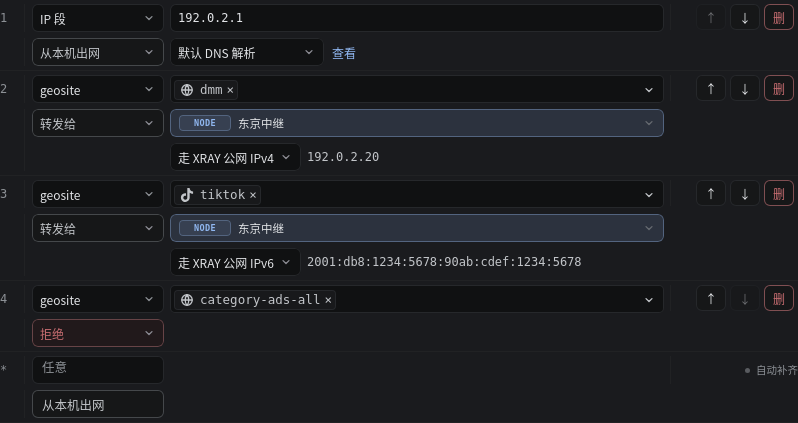 1 IP 段 192.0.2.1 ↑ ↓ 删
从本机出网 默认 DNS 解析 查看
2 geosite dmm × ↑ ↓ 删
转发给 NODE 东京中继
走 XRAY 公网 IPv4 192.0.2.20
3 geosite tiktok × ↑ ↓ 删
转发给 NODE 东京中继
走 XRAY 公网 IPv6 2001:db8:1234:5678:90ab:cdef:1234:5678
4 geosite category-ads-all × ↑ ↓ 删
拒绝
* 任意 自动补齐
从本机出网